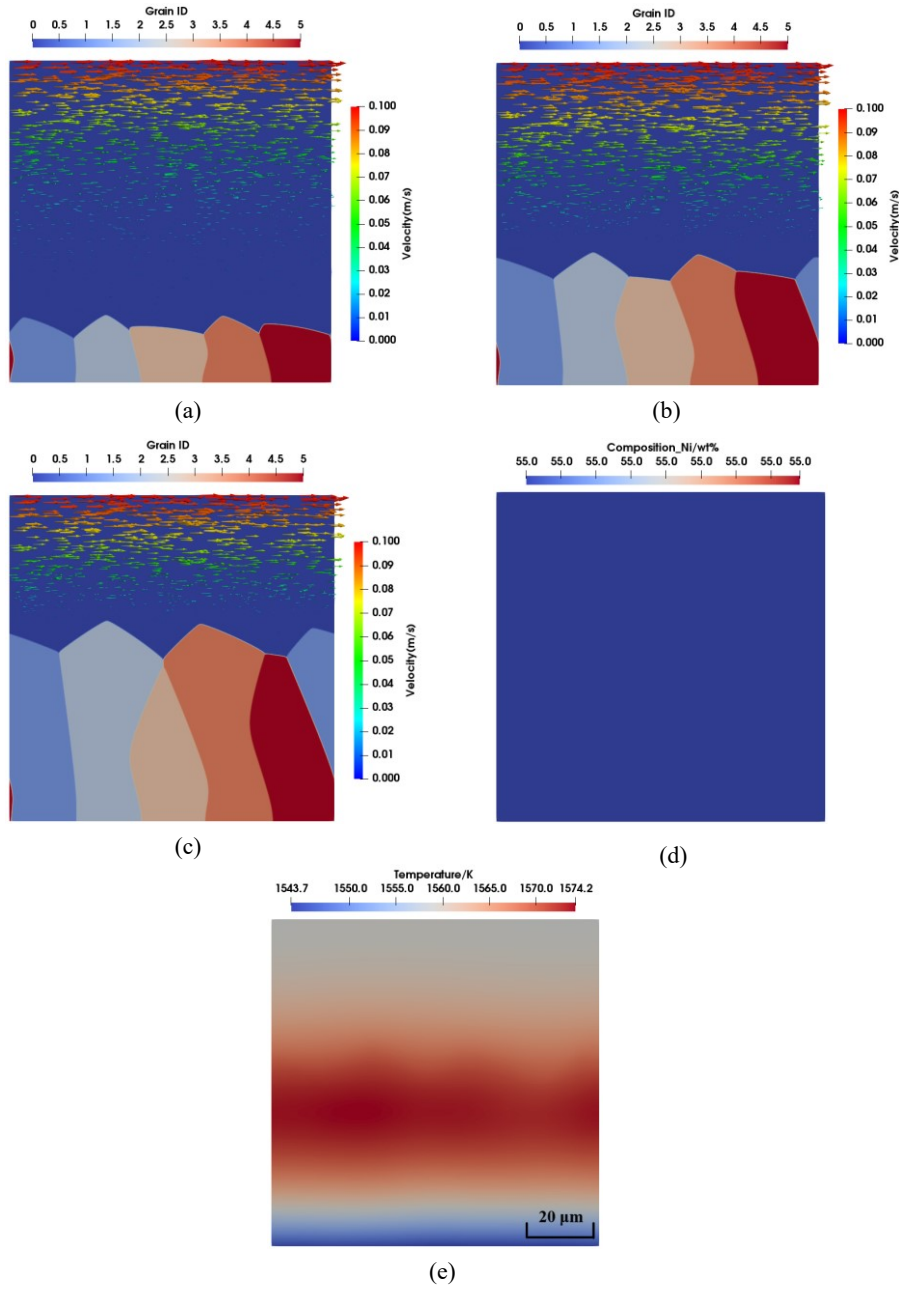 Grain ID
0 0.5 1 1.5 2 2.5 3 3.5 4 4.5 5
0.100
0.09
0.08
0.07
0.06
0.05
0.04
0.03
0.02
0.01
0.000
Velocity(m/s)
(a)
Grain ID
0 0.5 1 1.5 2 2.5 3 3.5 4 4.5 5
0.100
0.09
0.08
0.07
0.06
0.05
0.04
0.03
0.02
0.01
0.000
Velocity(m/s)
(b)
Grain ID
0 0.5 1 1.5 2 2.5 3 3.5 4 4.5 5
0.100
0.09
0.08
0.07
0.06
0.05
0.04
0.03
0.02
0.01
0.000
Velocity(m/s)
(c)
Composition_Ni/wt%
55.0 55.0 55.0 55.0 55.0 55.0 55.0 55.0
(d)
Temperature/K
1543.7 1550.0 1555.0 1560.0 1565.0 1570.0 1574.2
20 μm
(e)